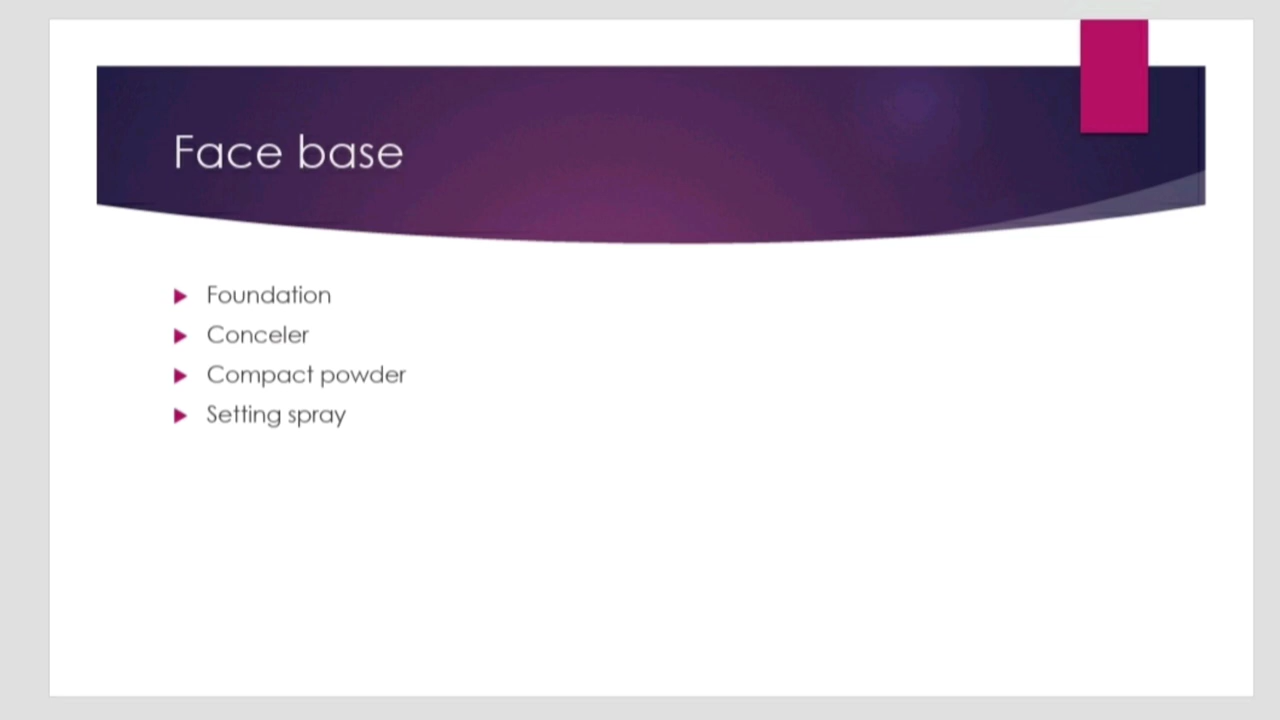 Face base
Foundation
Conceler
Compact powder
Setting spray